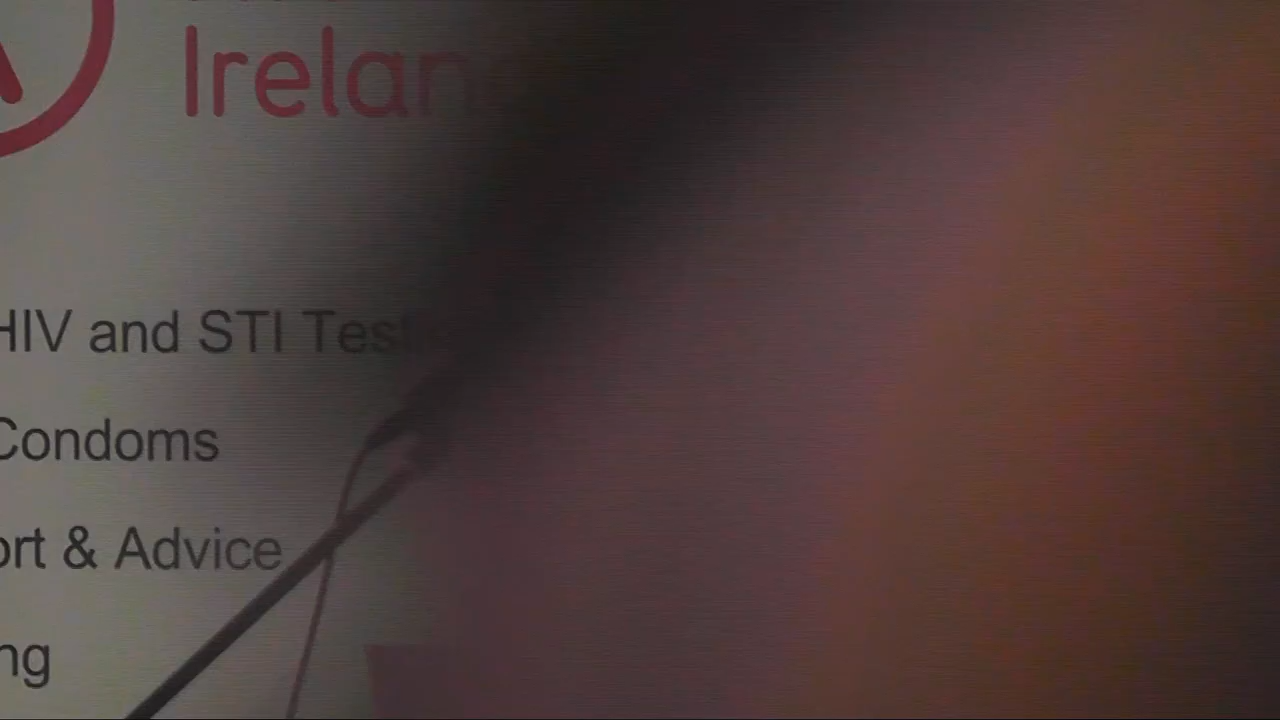 Irelan
HIV and STI Test
Condoms
ort & Advice
ng